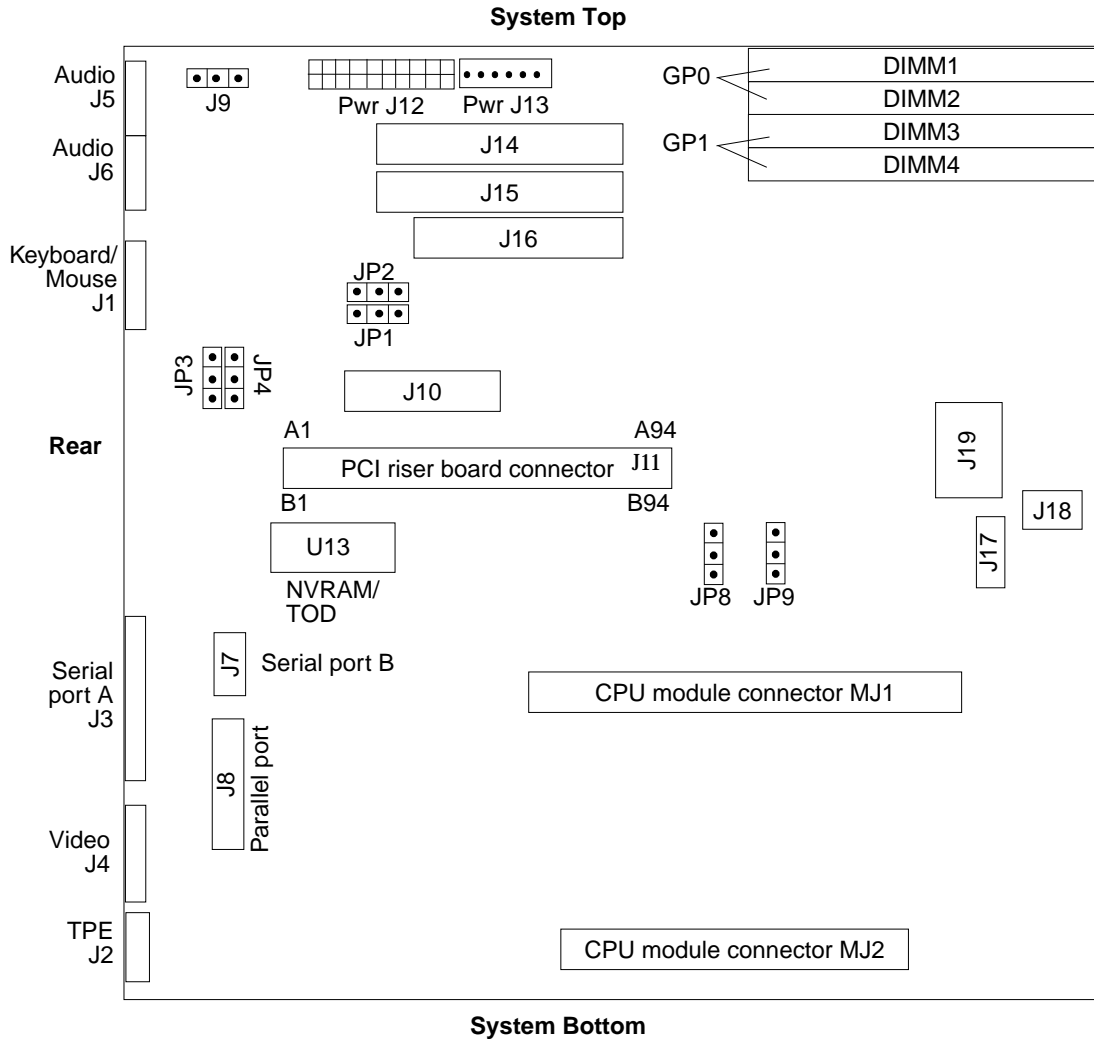 System Top
Audio
J5
J9
Pwr J12
Pwr J13
GP0
DIMM1
DIMM2
GP1
DIMM3
DIMM4
Audio
J6
J14
J15
J16
Keyboard/
Mouse
J1
JP2
JP1
JP3
JP4
J10
Rear
A1
A94
PCI riser board connector
J11
B1
B94
J19
J18
J17
U13
NVRAM/
TOD
JP8
JP9
Serial
port A
J3
J7
Serial port B
CPU module connector MJ1
J8
Parallel port
Video
J4
TPE
J2
CPU module connector MJ2
System Bottom